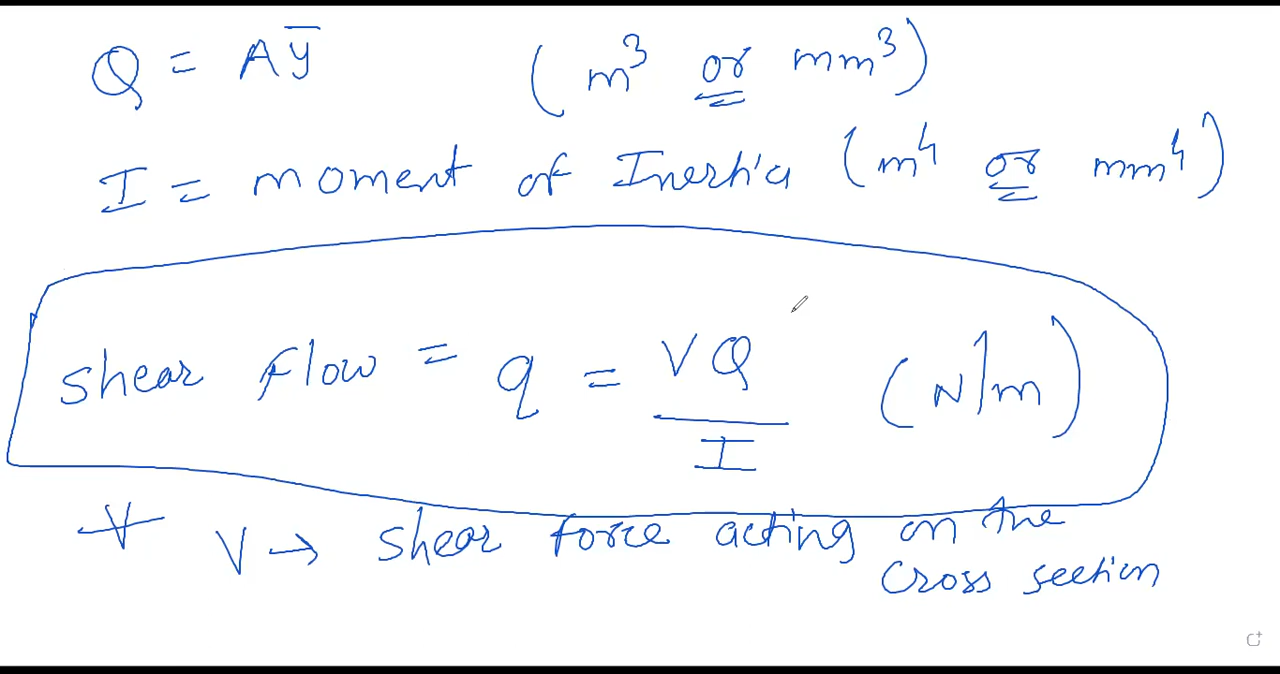 Q = Aȳ (m³ or mm³)
I = moment of Inertia (m⁴ or mm⁴)
shear flow = q = VQ / I (N/m)
V
V → shear force acting on the
cross section